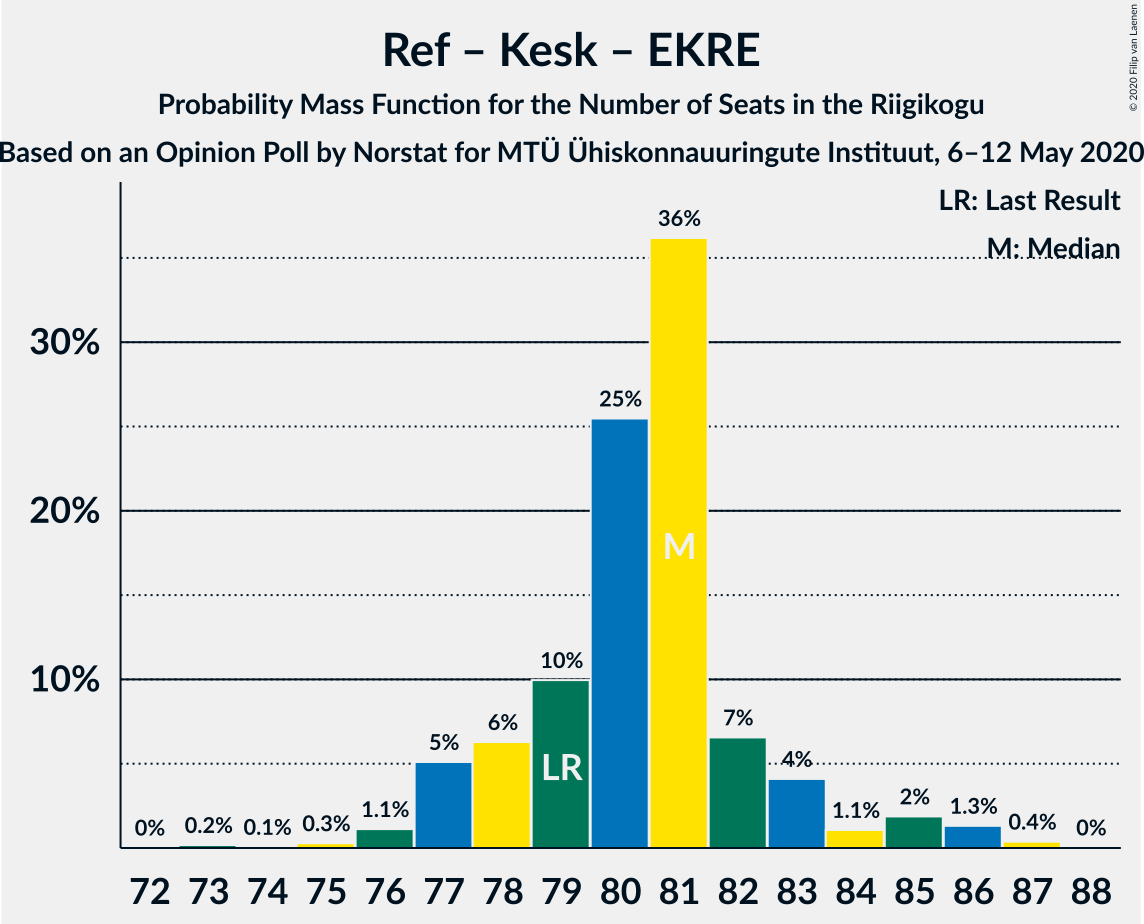 Ref – Kesk – EKRE
Probability Mass Function for the Number of Seats in the Riigikogu
Based on an Opinion Poll by Norstat for MTÜ Ühiskonnauuringute Instituut, 6–12 May 2020
© 2020 Filip van Laenen
LR: Last Result
M: Median
36%
30%
25%
20%
M
10%
10%
7%
6%
5%
4%
LR
0%
0.2%
0.1%
0.3%
1.1%
1.1%
2%
1.3%
0.4%
0%
72 73 74 75 76 77 78 79 80 81 82 83 84 85 86 87 88